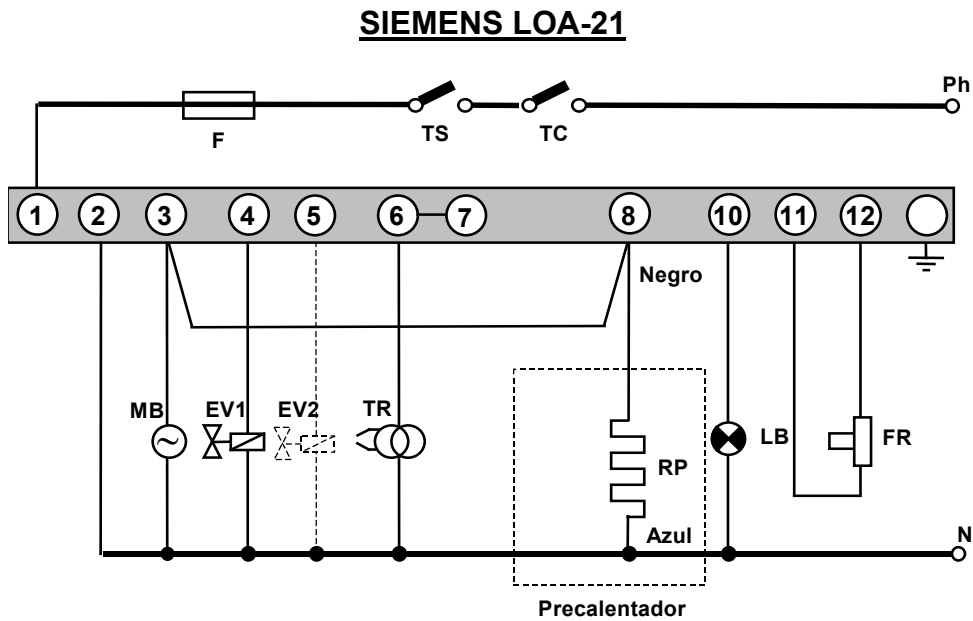 SIEMENS LOA-21
Ph
F
TS
TC
1 2 3 4 5 6 7 8 10 11 12
Negro
MB
EV1
EV2
TR
RP
LB
FR
Azul
N
Precalentador